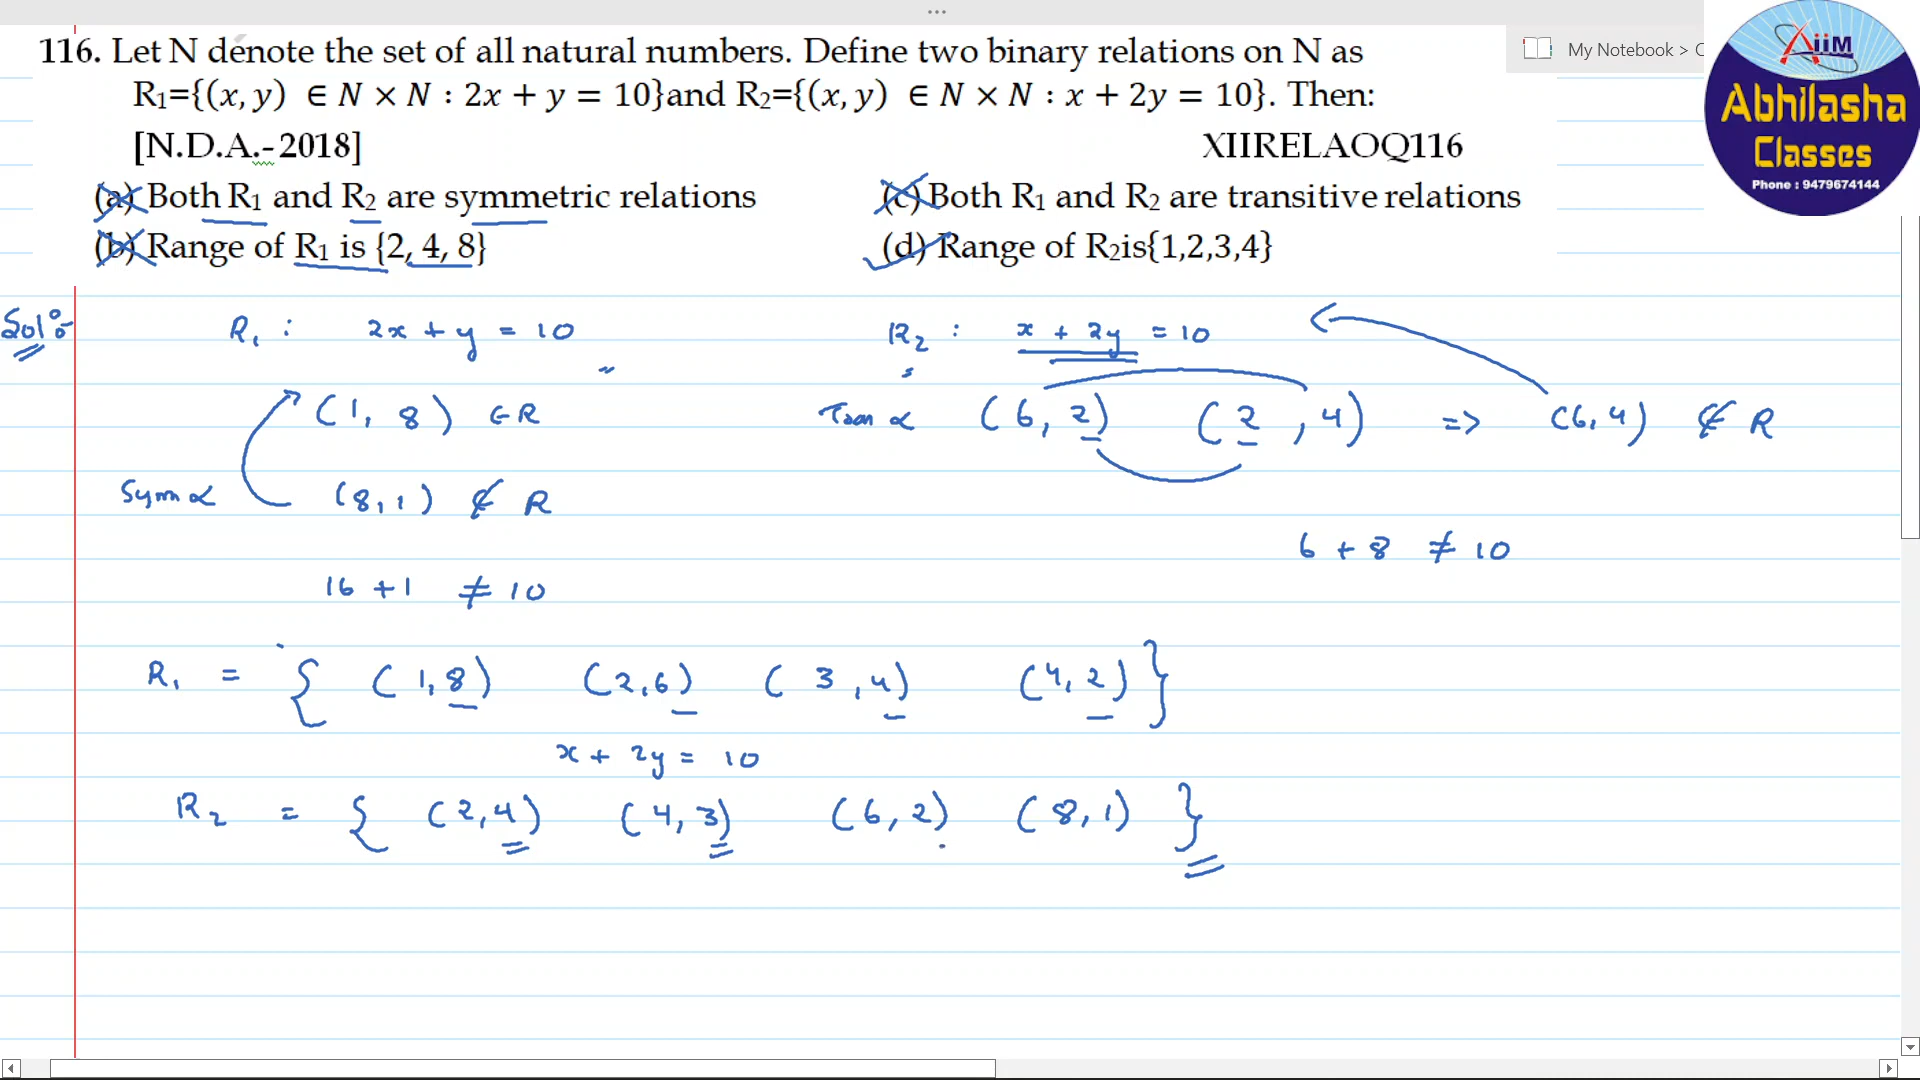 116. Let N denote the set of all natural numbers. Define two binary relations on N as
R₁={(x, y) ∈ N × N : 2x + y = 10}and R₂={(x, y) ∈ N × N : x + 2y = 10}. Then:
[N.D.A.-2018] XIIRELAOQ116
(a) Both R₁ and R₂ are symmetric relations (c) Both R₁ and R₂ are transitive relations
(b) Range of R₁ is {2, 4, 8} (d) Range of R₂is{1,2,3,4}
My Notebook > C
AiiM
Abhilasha
Classes
Phone : 9479674144
Solⁿ R₁ : 2x + y = 10 R₂ : x + 2y = 10
(1, 8) ∈ R (6, 2) (2, 4) => (6,4) ∉ R
Symm (8,1) ∉ R
6 + 8 ≠ 10
16 + 1 ≠ 10
R₁ = { (1,8) (2,6) (3,4) (4,2) }
x + 2y = 10
R₂ = { (2,4) (4,3) (6,2) (8,1) }